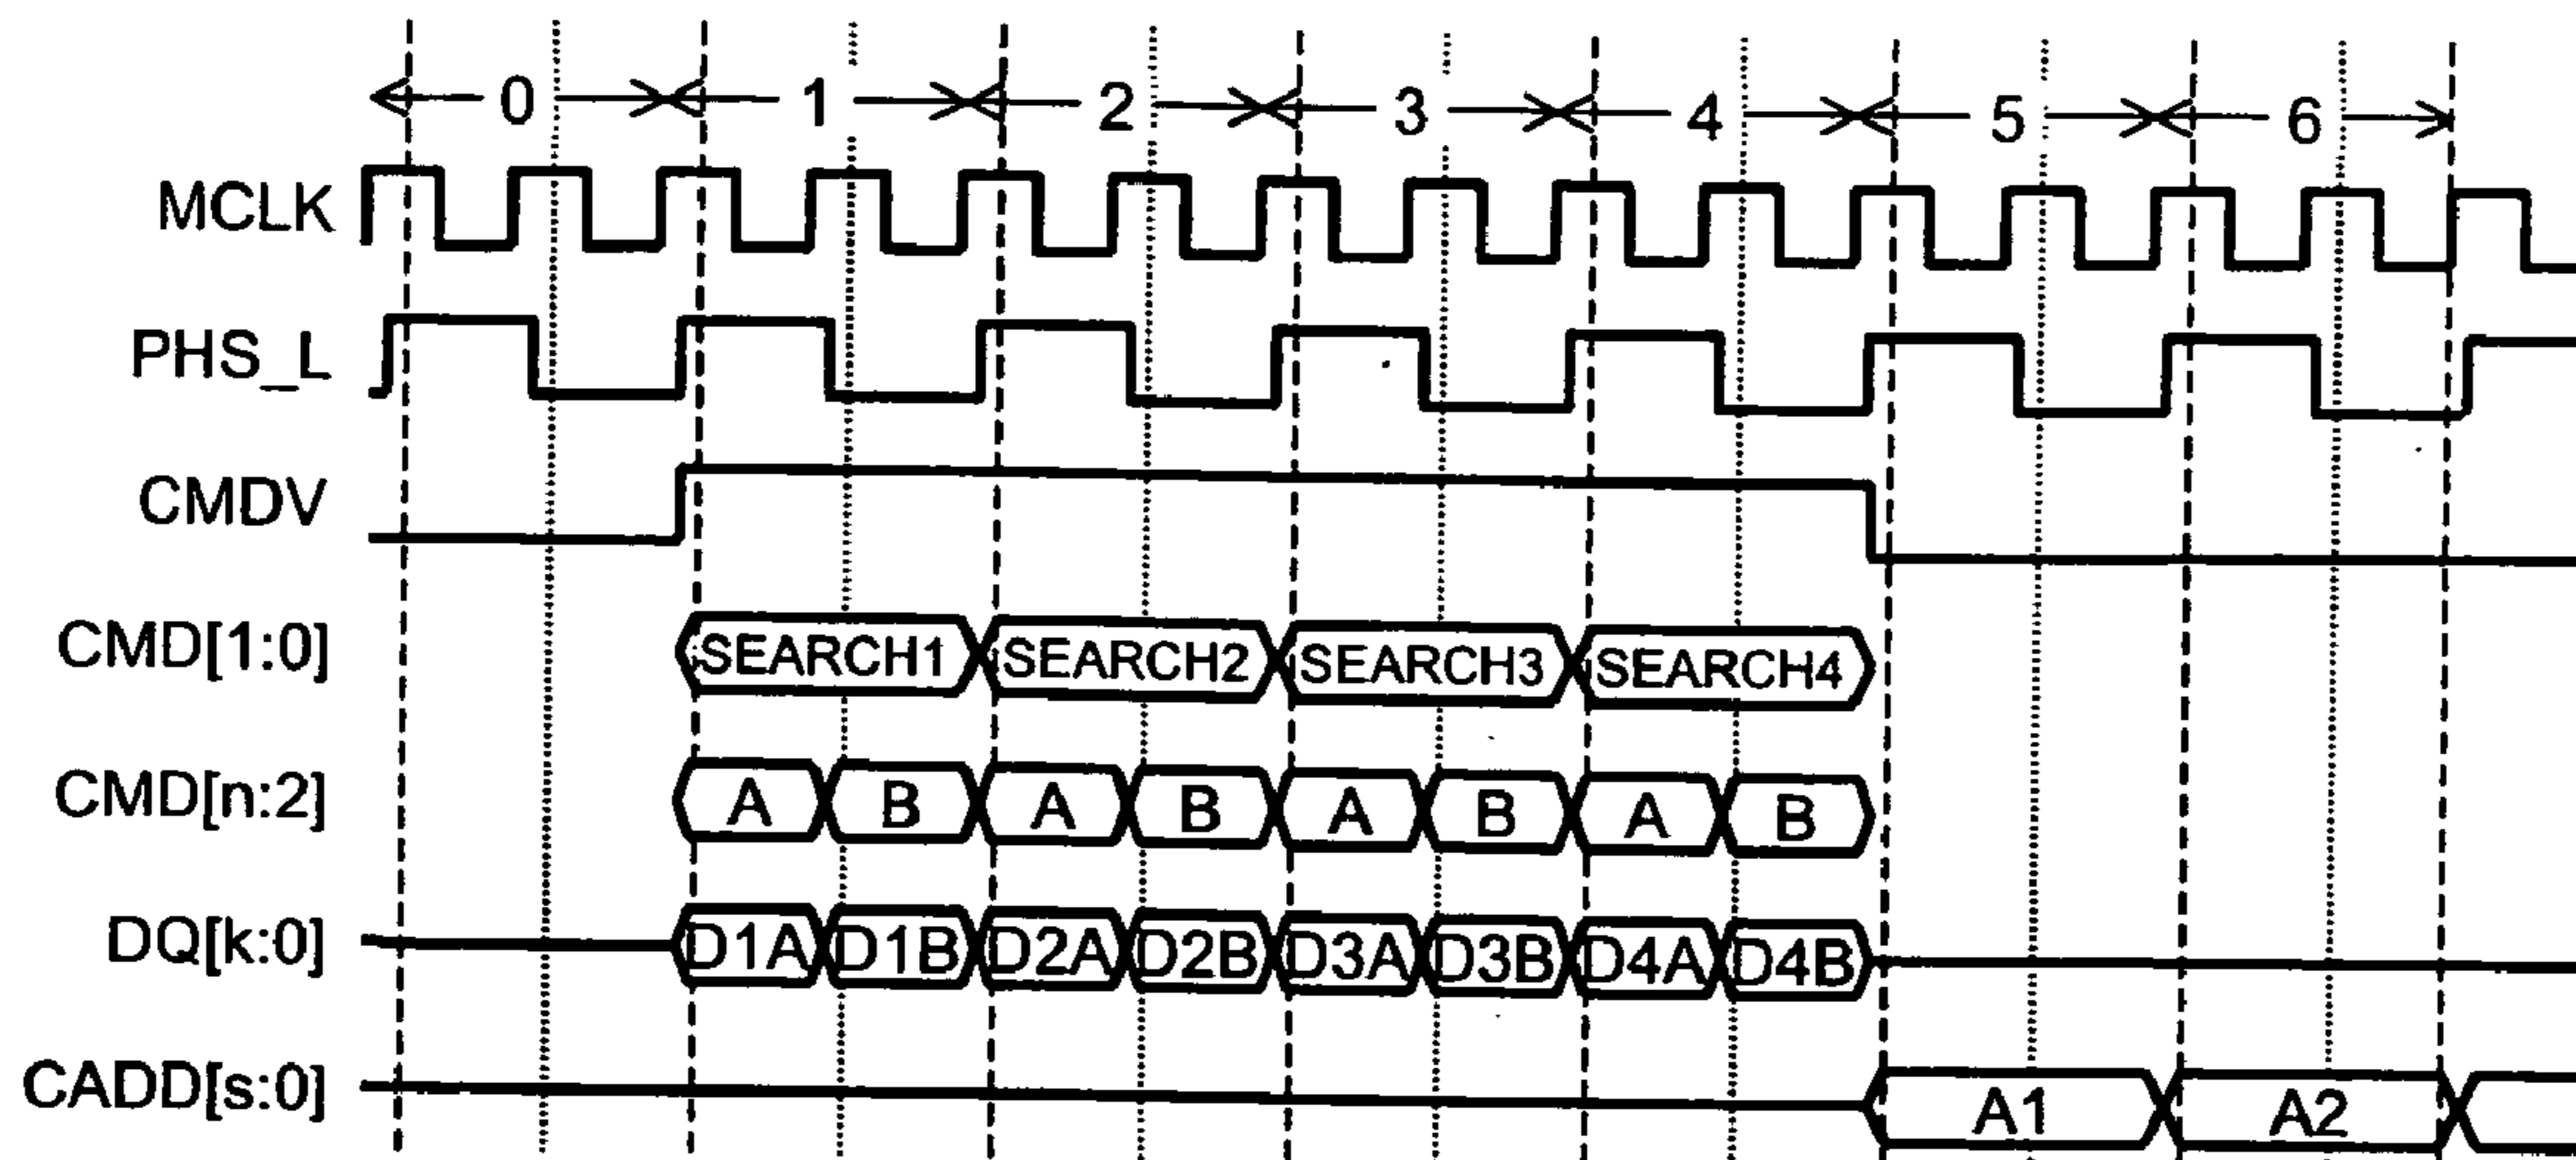 0 1 2 3 4 5 6
MCLK
PHS_L
CMDV
CMD[1:0] SEARCH1 SEARCH2 SEARCH3 SEARCH4
CMD[n:2] A B A B A B A B
DQ[k:0] D1A D1B D2A D2B D3A D3B D4A D4B
CADD[s:0] A1 A2